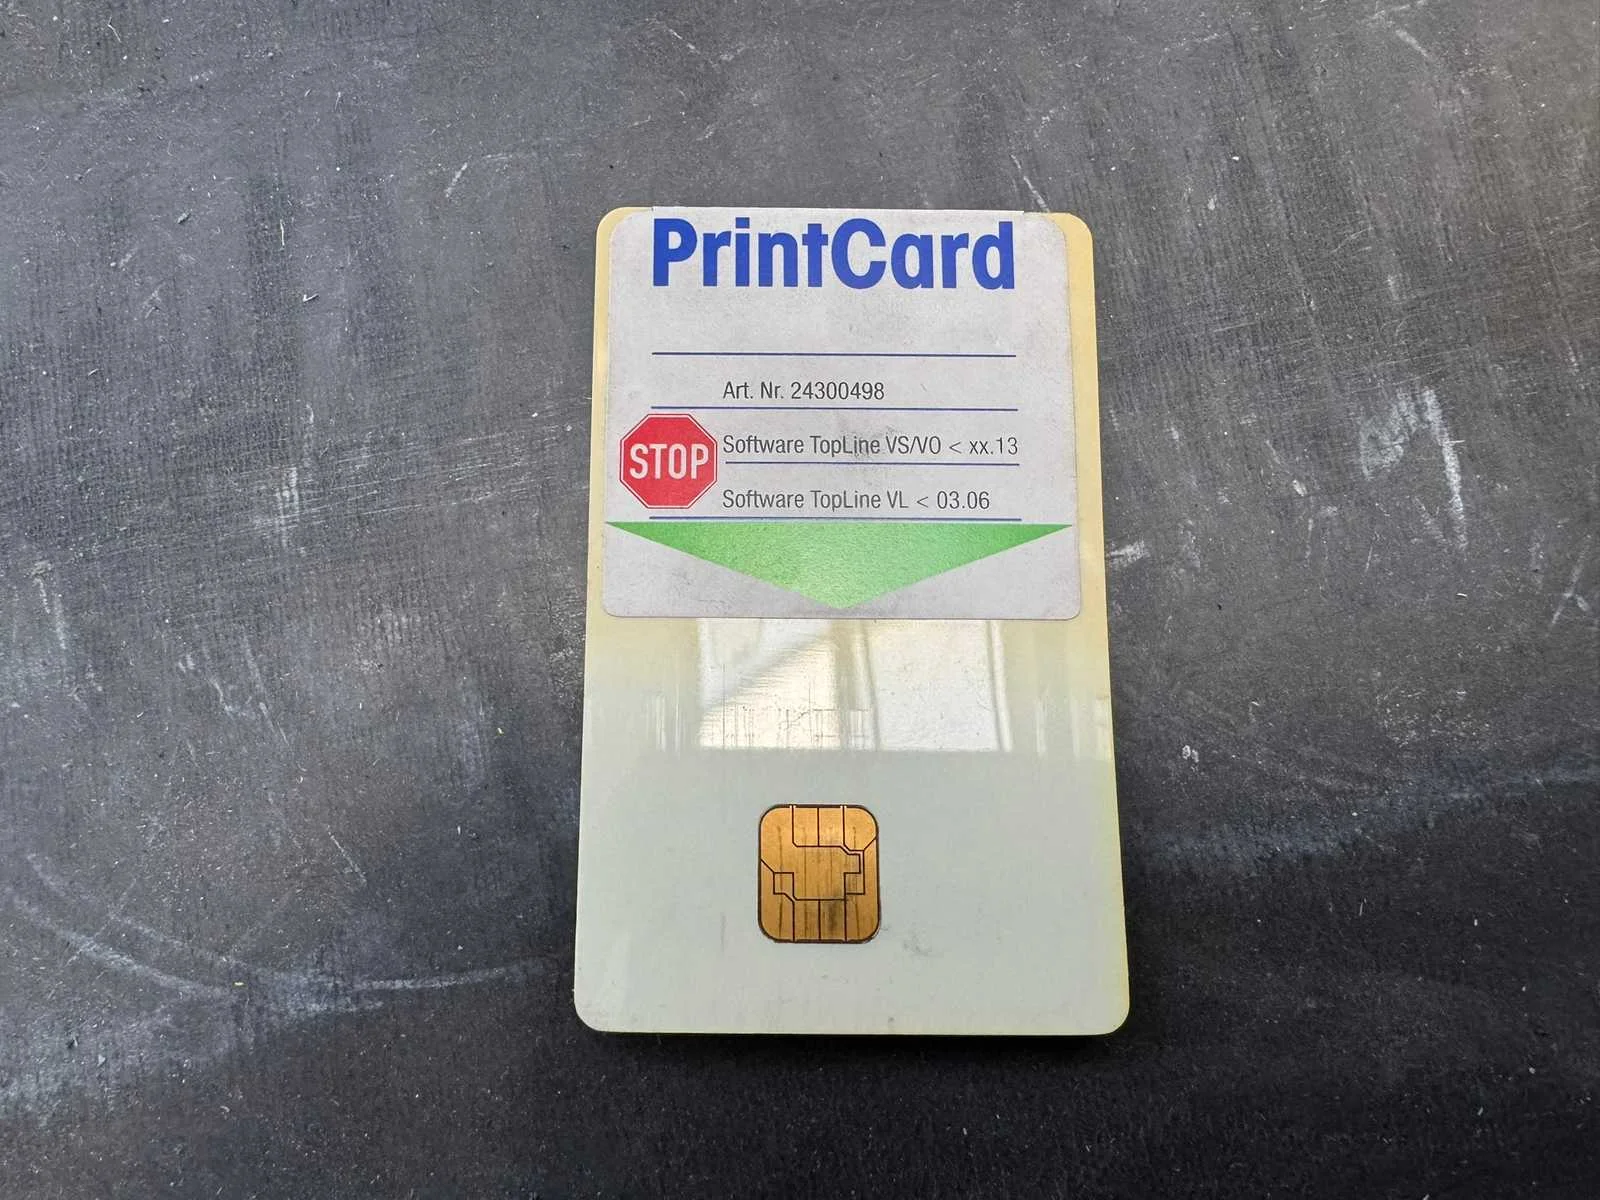 PrintCard
Art. Nr. 24300498
STOP
Software TopLine VS/VO < xx.13
Software TopLine VL < 03.06